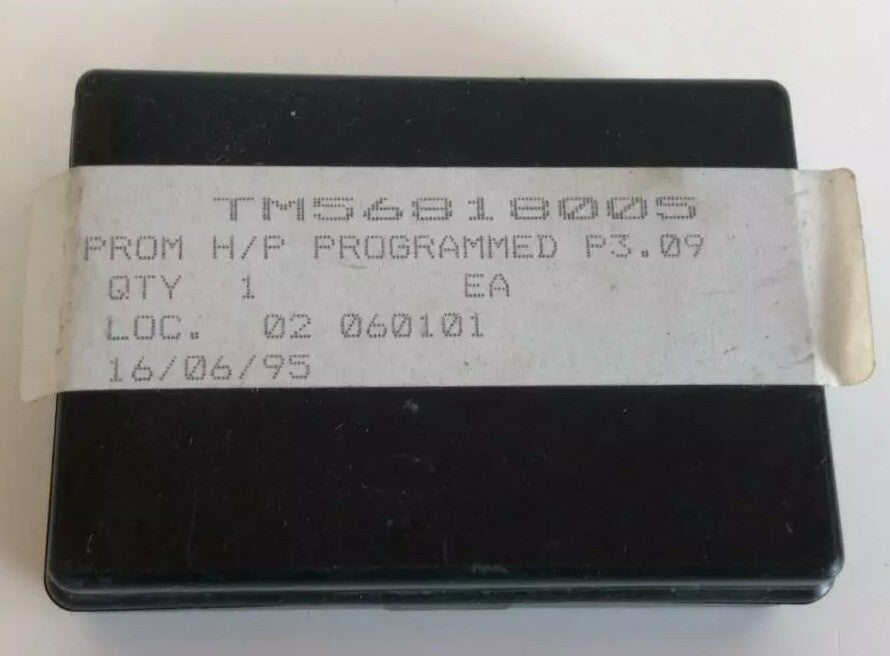 TM56818005
PROM H/P PROGRAMMED P3.09
QTY 1 EA
LOC. 02 060101
16/06/95